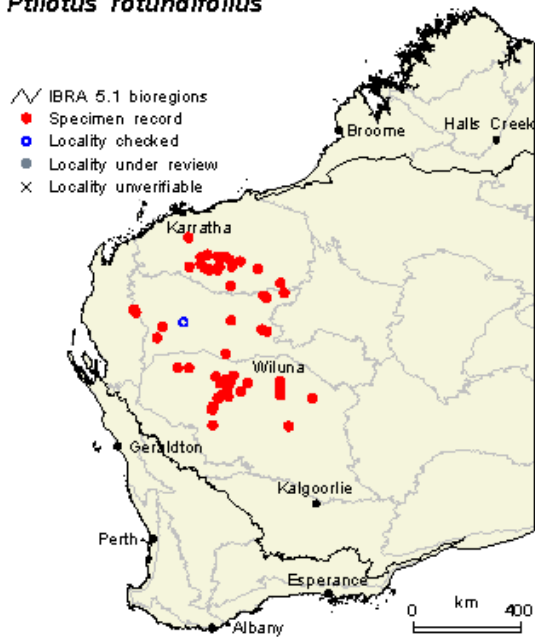 Ptilotus rotundifolius
IBRA 5.1 bioregions
Specimen record
Locality checked
Locality under review
Locality unverifiable
Broome
Halls Creek
Karratha
Wiluna
Geraldton
Kalgoorlie
Perth
Esperance
Albany
km
0 400